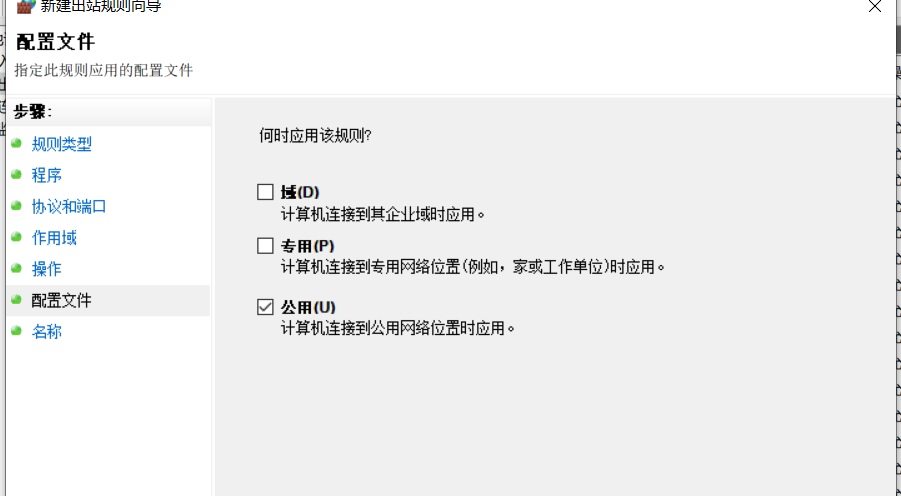 新建出站规则向导
配置文件
指定此规则应用的配置文件
步骤:
规则类型
程序
协议和端口
作用域
操作
配置文件
名称
何时应用该规则?
域(D)
计算机连接到其企业域时应用。
专用(P)
计算机连接到专用网络位置(例如，家或工作单位)时应用。
公用(U)
计算机连接到公用网络位置时应用。